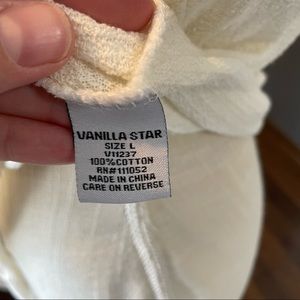 VANILLA STAR
SIZE L
V11237
100%COTTON
RN#111052
MADE IN CHINA
CARE ON REVERSE